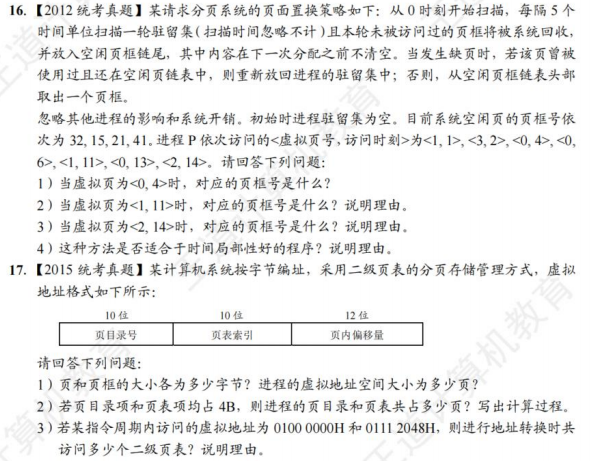 16. 【2012 统考真题】某请求分页系统的页面置换策略如下：从 0 时刻开始扫描，每隔 5 个
时间单位扫描一轮驻留集（扫描时间忽略不计）且本轮未被访问过的页框将被系统回收，
并放入空闲页框链尾，其中内容在下一次分配之前不清空。当发生缺页时，若该页曾被
使用过且还在空闲页链表中，则重新放回进程的驻留集中；否则，从空闲页框链表头部
取出一个页框。
忽略其他进程的影响和系统开销。初始时进程驻留集为空。目前系统空闲页的页框号依
次为 32, 15, 21, 41。进程 P 依次访问的<虚拟页号, 访问时刻>为<1, 1>, <3, 2>, <0, 4>, <0,
6>, <1, 11>, <0, 13>, <2, 14>。请回答下列问题：
1）当虚拟页为<0, 4>时，对应的页框号是什么？
2）当虚拟页为<1, 11>时，对应的页框号是什么？说明理由。
3）当虚拟页为<2, 14>时，对应的页框号是什么？说明理由。
4）这种方法是否适合于时间局部性好的程序？说明理由。
17. 【2015 统考真题】某计算机系统按字节编址，采用二级页表的分页存储管理方式，虚拟
地址格式如下所示：
10 位 10 位 12 位
页目录号 页表索引 页内偏移量
请回答下列问题：
1）页和页框的大小各为多少字节？进程的虚拟地址空间大小为多少页？
2）若页目录项和页表项均占 4B，则进程的页目录和页表共占多少页？写出计算过程。
3）若某指令周期内访问的虚拟地址为 0100 0000H 和 0111 2048H，则进行地址转换时共
访问多少个二级页表？说明理由。
王道计算机教育